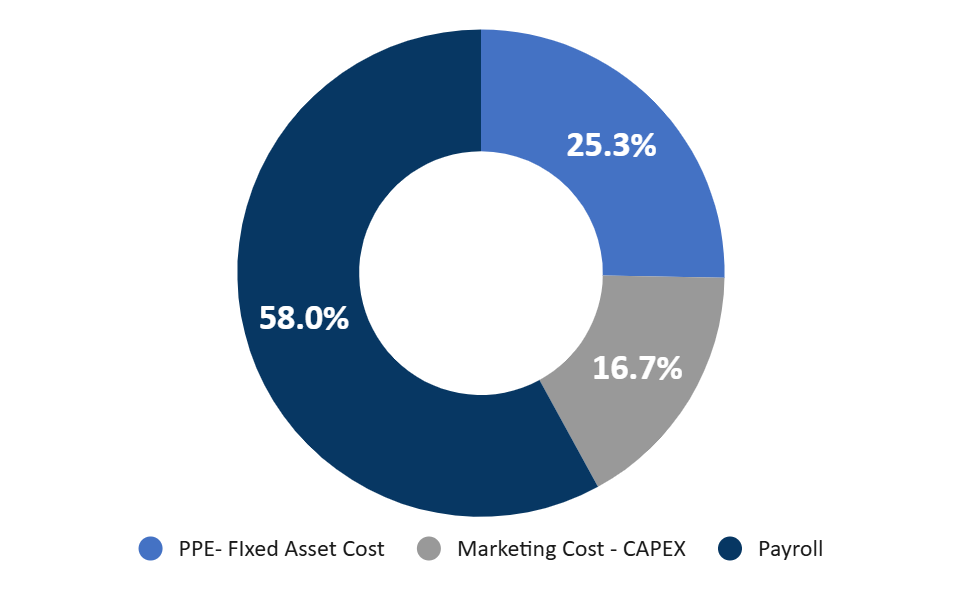 25.3%
58.0%
16.7%
PPE- FIxed Asset Cost
Marketing Cost - CAPEX
Payroll